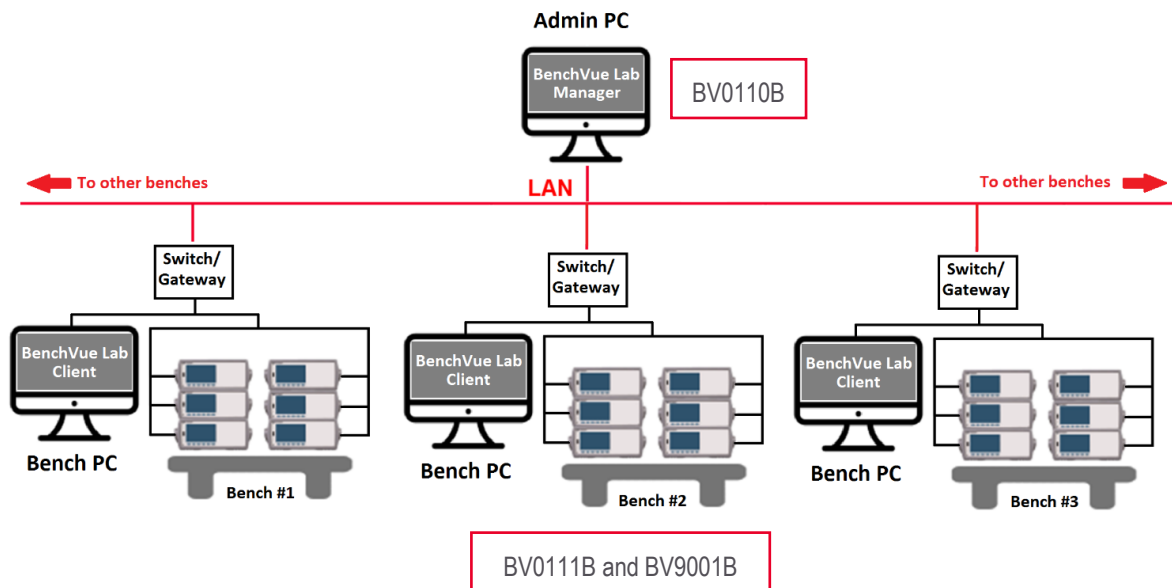 Admin PC
BenchVue Lab
Manager
BV0110B
To other benches
LAN
To other benches
Switch/
Gateway
Switch/
Gateway
Switch/
Gateway
BenchVue Lab
Client
BenchVue Lab
Client
BenchVue Lab
Client
Bench PC
Bench #1
Bench PC
Bench #2
Bench PC
Bench #3
BV0111B and BV9001B